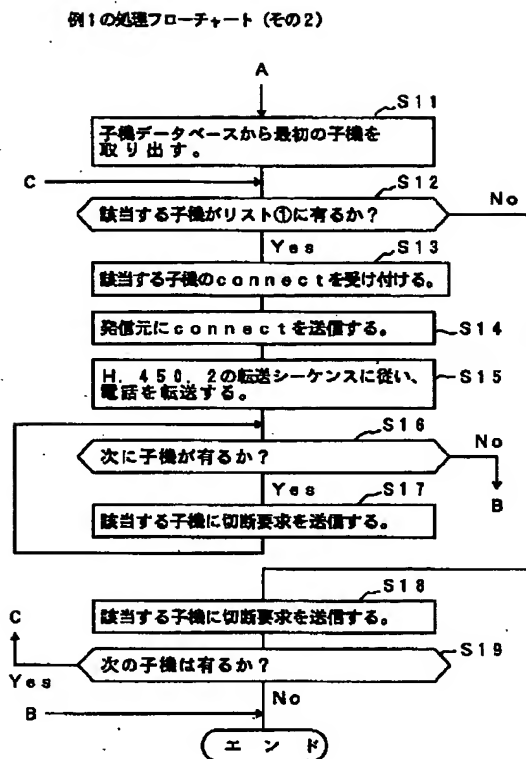 例1の処理フローチャート (その2)
A
S11
子機データベースから最初の子機を
取り出す。
C
S12
該当する子機がリスト①に有るか?
No
Yes
S13
該当する子機のconnectを受け付ける。
発信元にconnectを送信する。
S14
H.450.2の転送シーケンスに従い、
電話を転送する。
S15
S16
次に子機が有るか?
No
Yes
S17
B
該当する子機に切断要求を送信する。
S18
該当する子機に切断要求を送信する。
C
S19
次の子機は有るか?
Yes
No
B
エンド